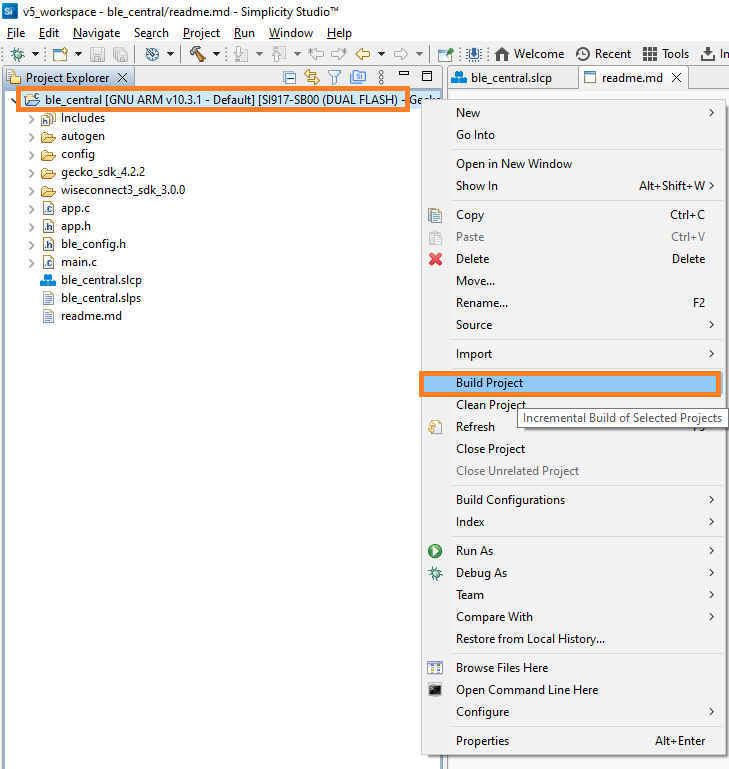 v5_workspace - ble_central/readme.md - Simplicity Studio™
File Edit Navigate Search Project Run Window Help
Welcome Recent Tools In
Project Explorer
ble_central.slcp readme.md
ble_central [GNU ARM v10.3.1 - Default] [SI917-SB00 (DUAL FLASH) - Gecko
Includes
autogen
config
gecko_sdk_4.2.2
wiseconnect3_sdk_3.0.0
app.c
app.h
ble_config.h
main.c
ble_central.slcp
ble_central.slps
readme.md
New
Go Into
Open in New Window
Show In Alt+Shift+W
Copy Ctrl+C
Paste Ctrl+V
Delete Delete
Move...
Rename... F2
Source
Import
Build Project
Clean Project
Incremental Build of Selected Projects
Refresh
Close Project
Close Unrelated Project
Build Configurations
Index
Run As
Debug As
Team
Compare With
Restore from Local History...
Browse Files Here
Open Command Line Here
Configure
Properties Alt+Enter